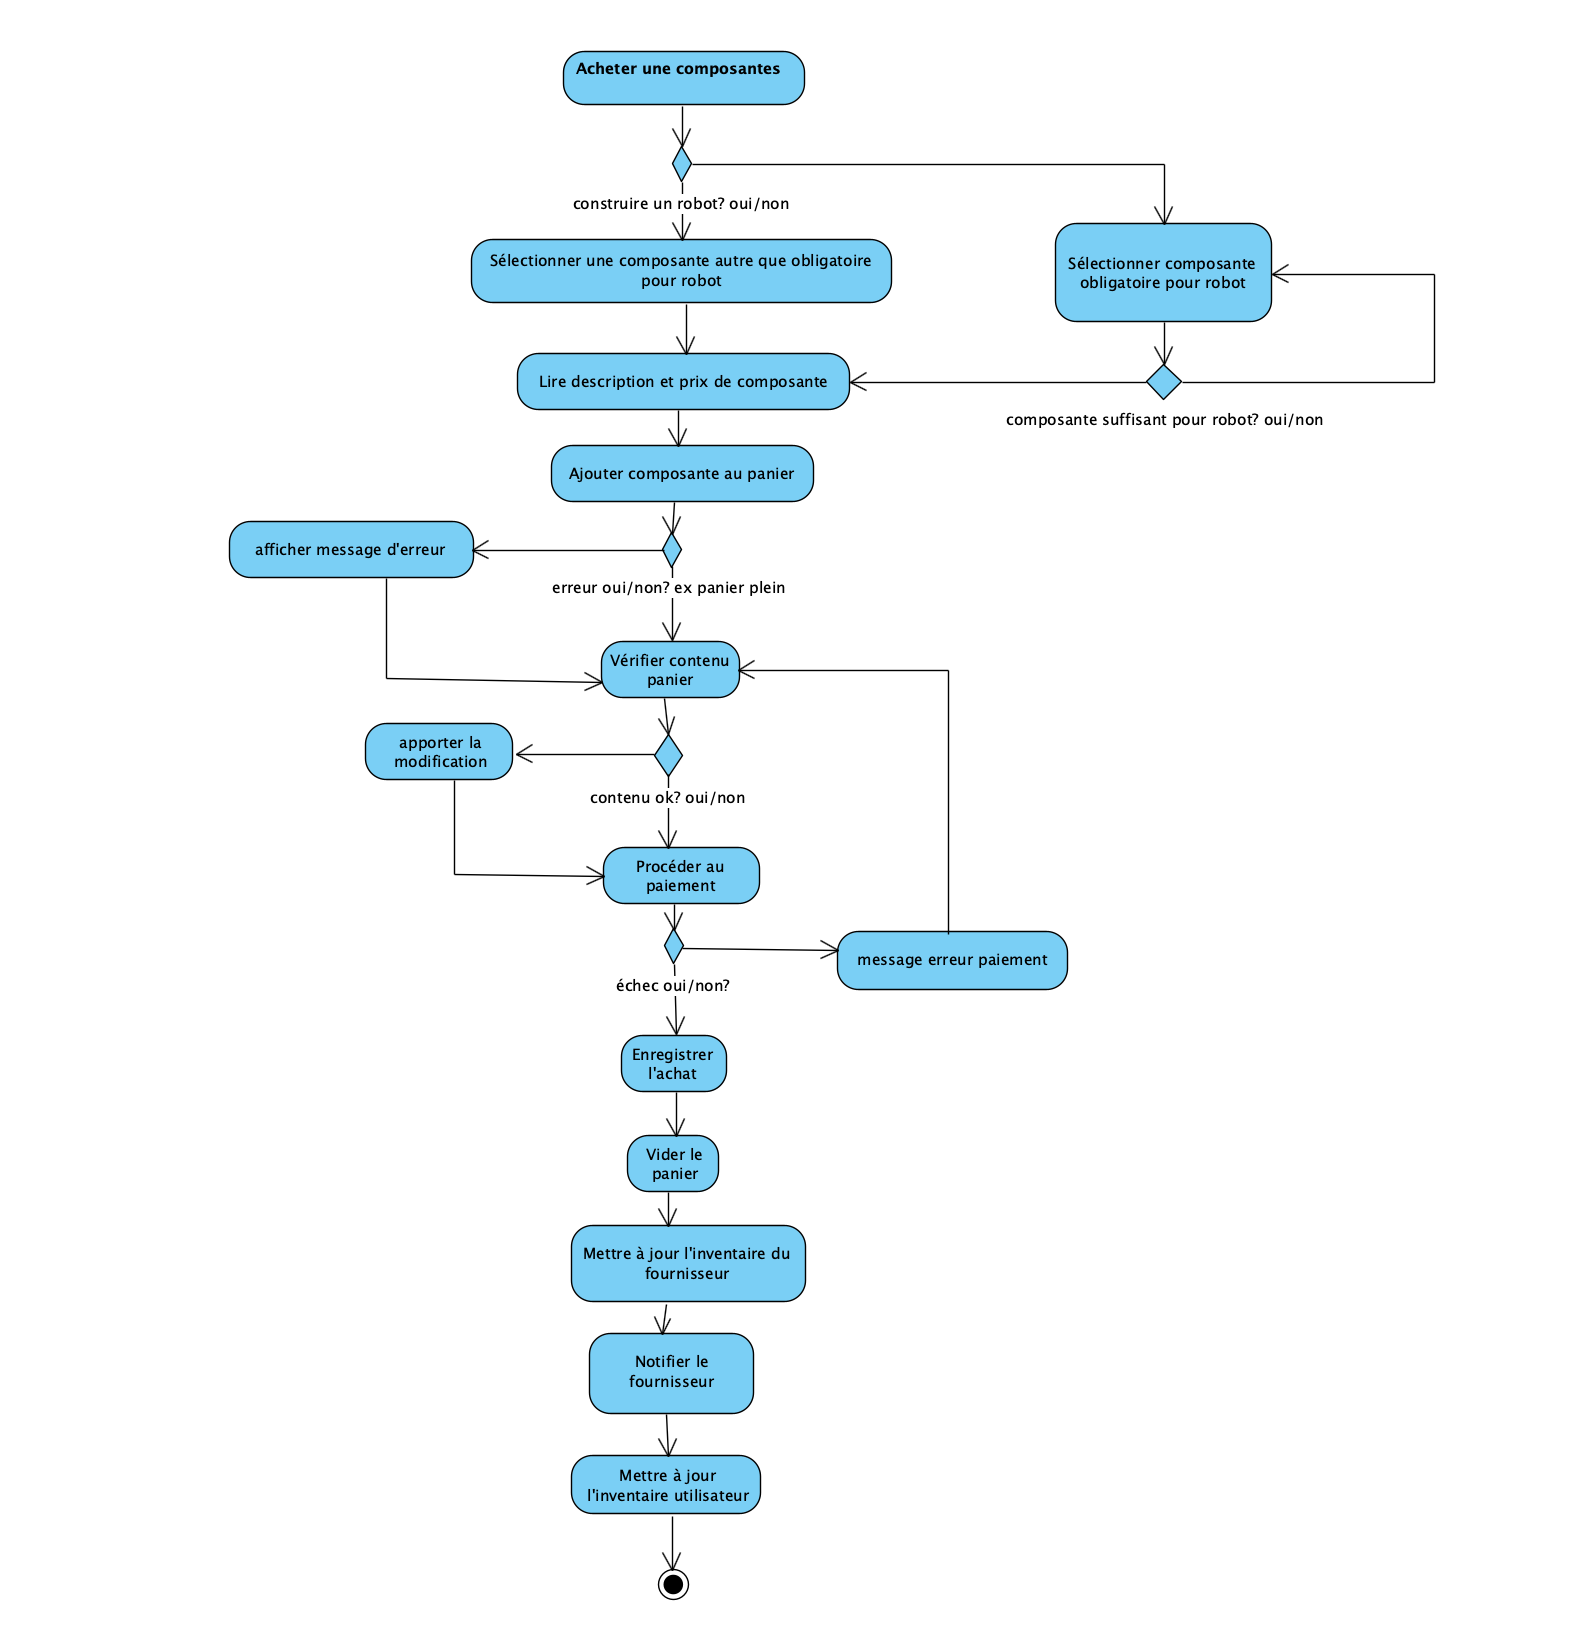 Acheter une composantes
construire un robot? oui/non
Sélectionner une composante autre que obligatoire
pour robot
Sélectionner composante
obligatoire pour robot
Lire description et prix de composante
composante suffisant pour robot? oui/non
Ajouter composante au panier
afficher message d'erreur
erreur oui/non? ex panier plein
Vérifier contenu
panier
apporter la
modification
contenu ok? oui/non
Procéder au
paiement
message erreur paiement
échec oui/non?
Enregistrer
l'achat
Vider le
panier
Mettre à jour l'inventaire du
fournisseur
Notifier le
fournisseur
Mettre à jour
l'inventaire utilisateur